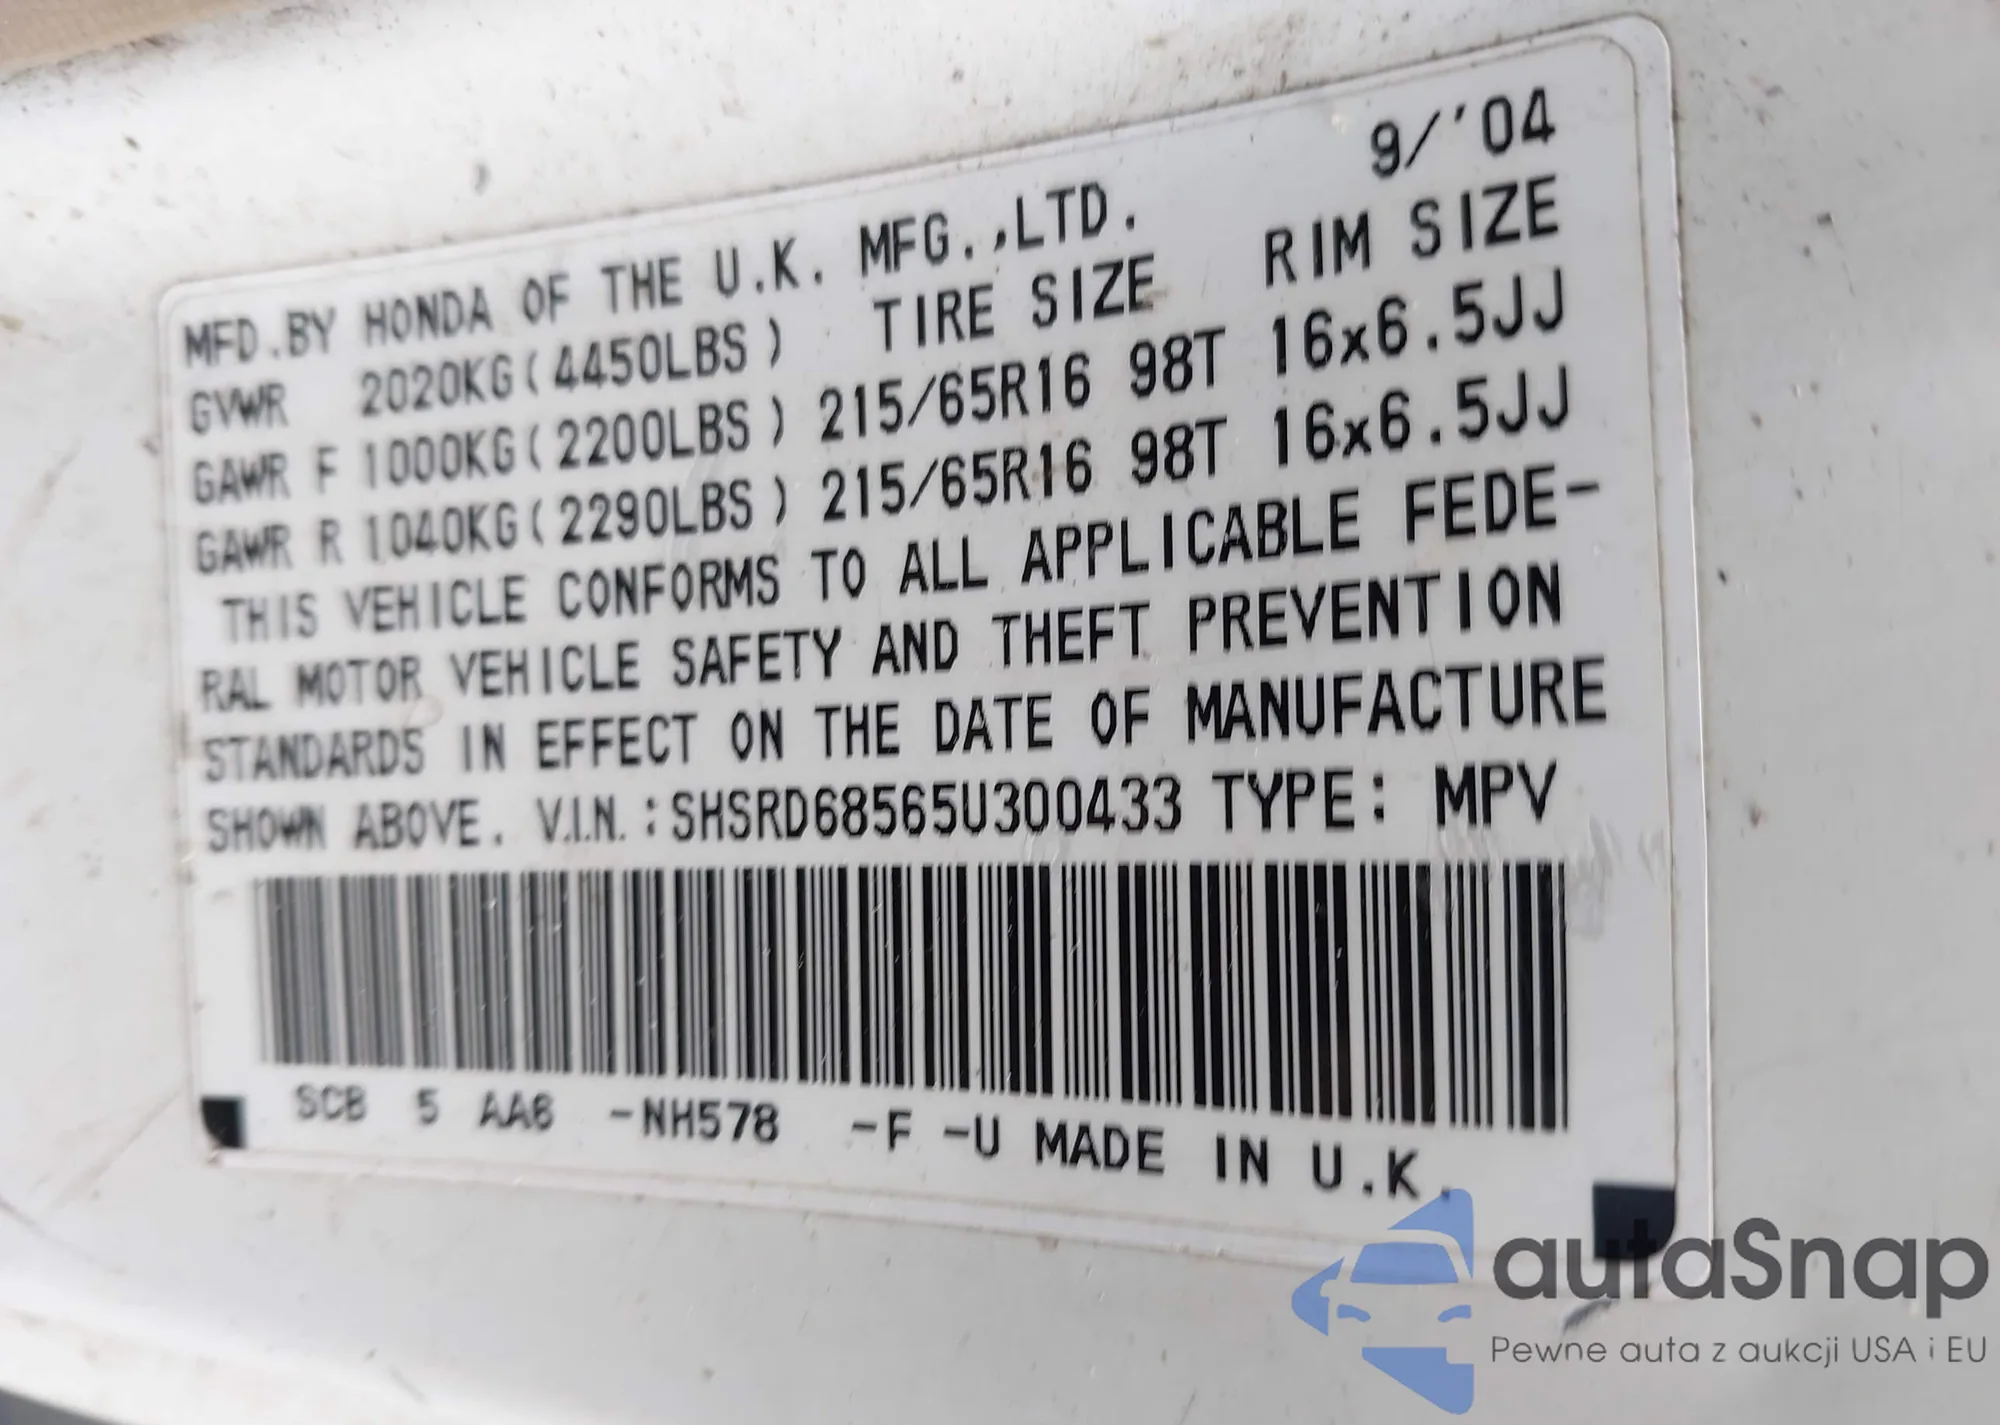 9/'04
MFD.BY HONDA OF THE U.K. MFG.,LTD.
GVWR 2020KG(4450LBS) TIRE SIZE RIM SIZE
GAWR F 1000KG(2200LBS) 215/65R16 98T 16x6.5JJ
GAWR R 1040KG(2290LBS) 215/65R16 98T 16x6.5JJ
THIS VEHICLE CONFORMS TO ALL APPLICABLE FEDE-
RAL MOTOR VEHICLE SAFETY AND THEFT PREVENTION
STANDARDS IN EFFECT ON THE DATE OF MANUFACTURE
SHOWN ABOVE. V.I.N.:SHSRD68565U300433 TYPE: MPV
SCB 5 AA6 -NH578 -F -U MADE IN U.K.
autaSnap
Pewne auta z aukcji USA i EU